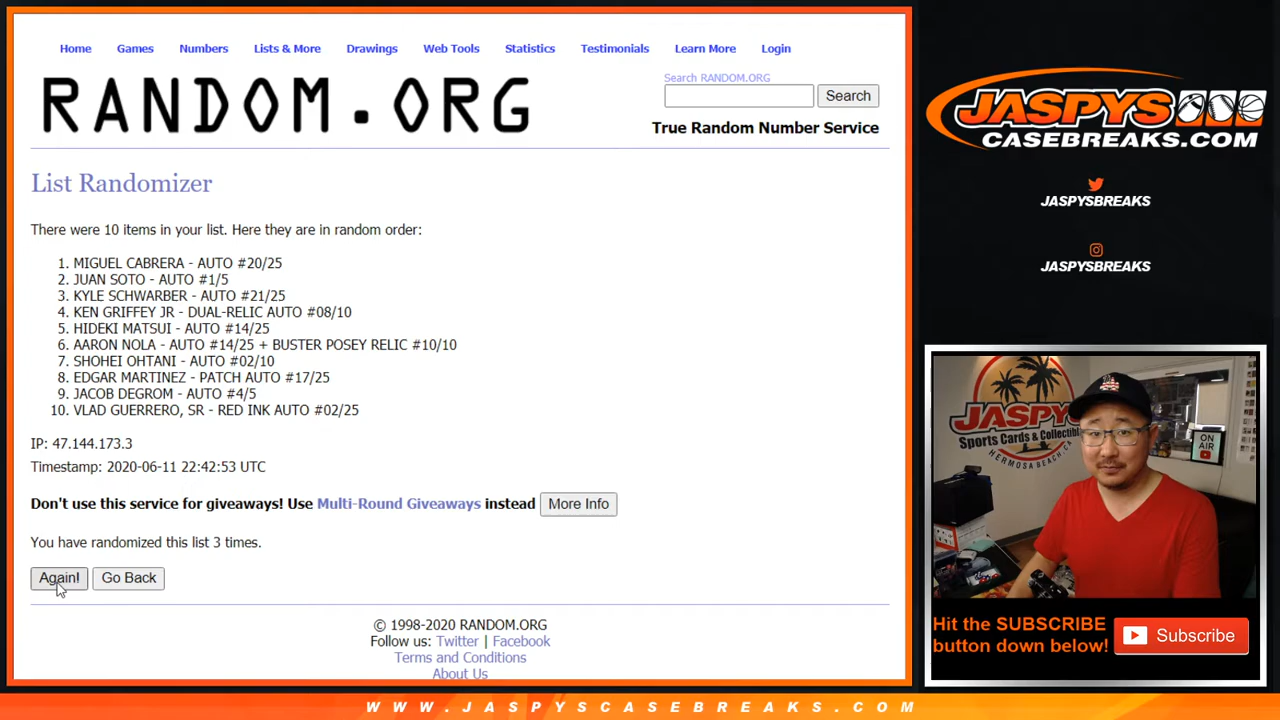 Home Games Numbers Lists & More Drawings Web Tools Statistics Testimonials Learn More Login
RANDOM.ORG
Search RANDOM.ORG
Search
True Random Number Service
List Randomizer
There were 10 items in your list. Here they are in random order:
1. MIGUEL CABRERA - AUTO #20/25
2. JUAN SOTO - AUTO #1/5
3. KYLE SCHWARBER - AUTO #21/25
4. KEN GRIFFEY JR - DUAL-RELIC AUTO #08/10
5. HIDEKI MATSUI - AUTO #14/25
6. AARON NOLA - AUTO #14/25 + BUSTER POSEY RELIC #10/10
7. SHOHEI OHTANI - AUTO #02/10
8. EDGAR MARTINEZ - PATCH AUTO #17/25
9. JACOB DEGROM - AUTO #4/5
10. VLAD GUERRERO, SR - RED INK AUTO #02/25
IP: 47.144.173.3
Timestamp: 2020-06-11 22:42:53 UTC
Don't use this service for giveaways! Use Multi-Round Giveaways instead More Info
You have randomized this list 3 times.
Again! Go Back
© 1998-2020 RANDOM.ORG
Follow us: Twitter | Facebook
Terms and Conditions
About Us
JASPYS
CASEBREAKS.COM
JASPYSBREAKS
JASPYSBREAKS
JASPYS
Sports Cards & Collectibles
HERMOSA BEACH, CA
ON
AIR
Hit the SUBSCRIBE
button down below!
Subscribe
WWW.JASPYSCASEBREAKS.COM